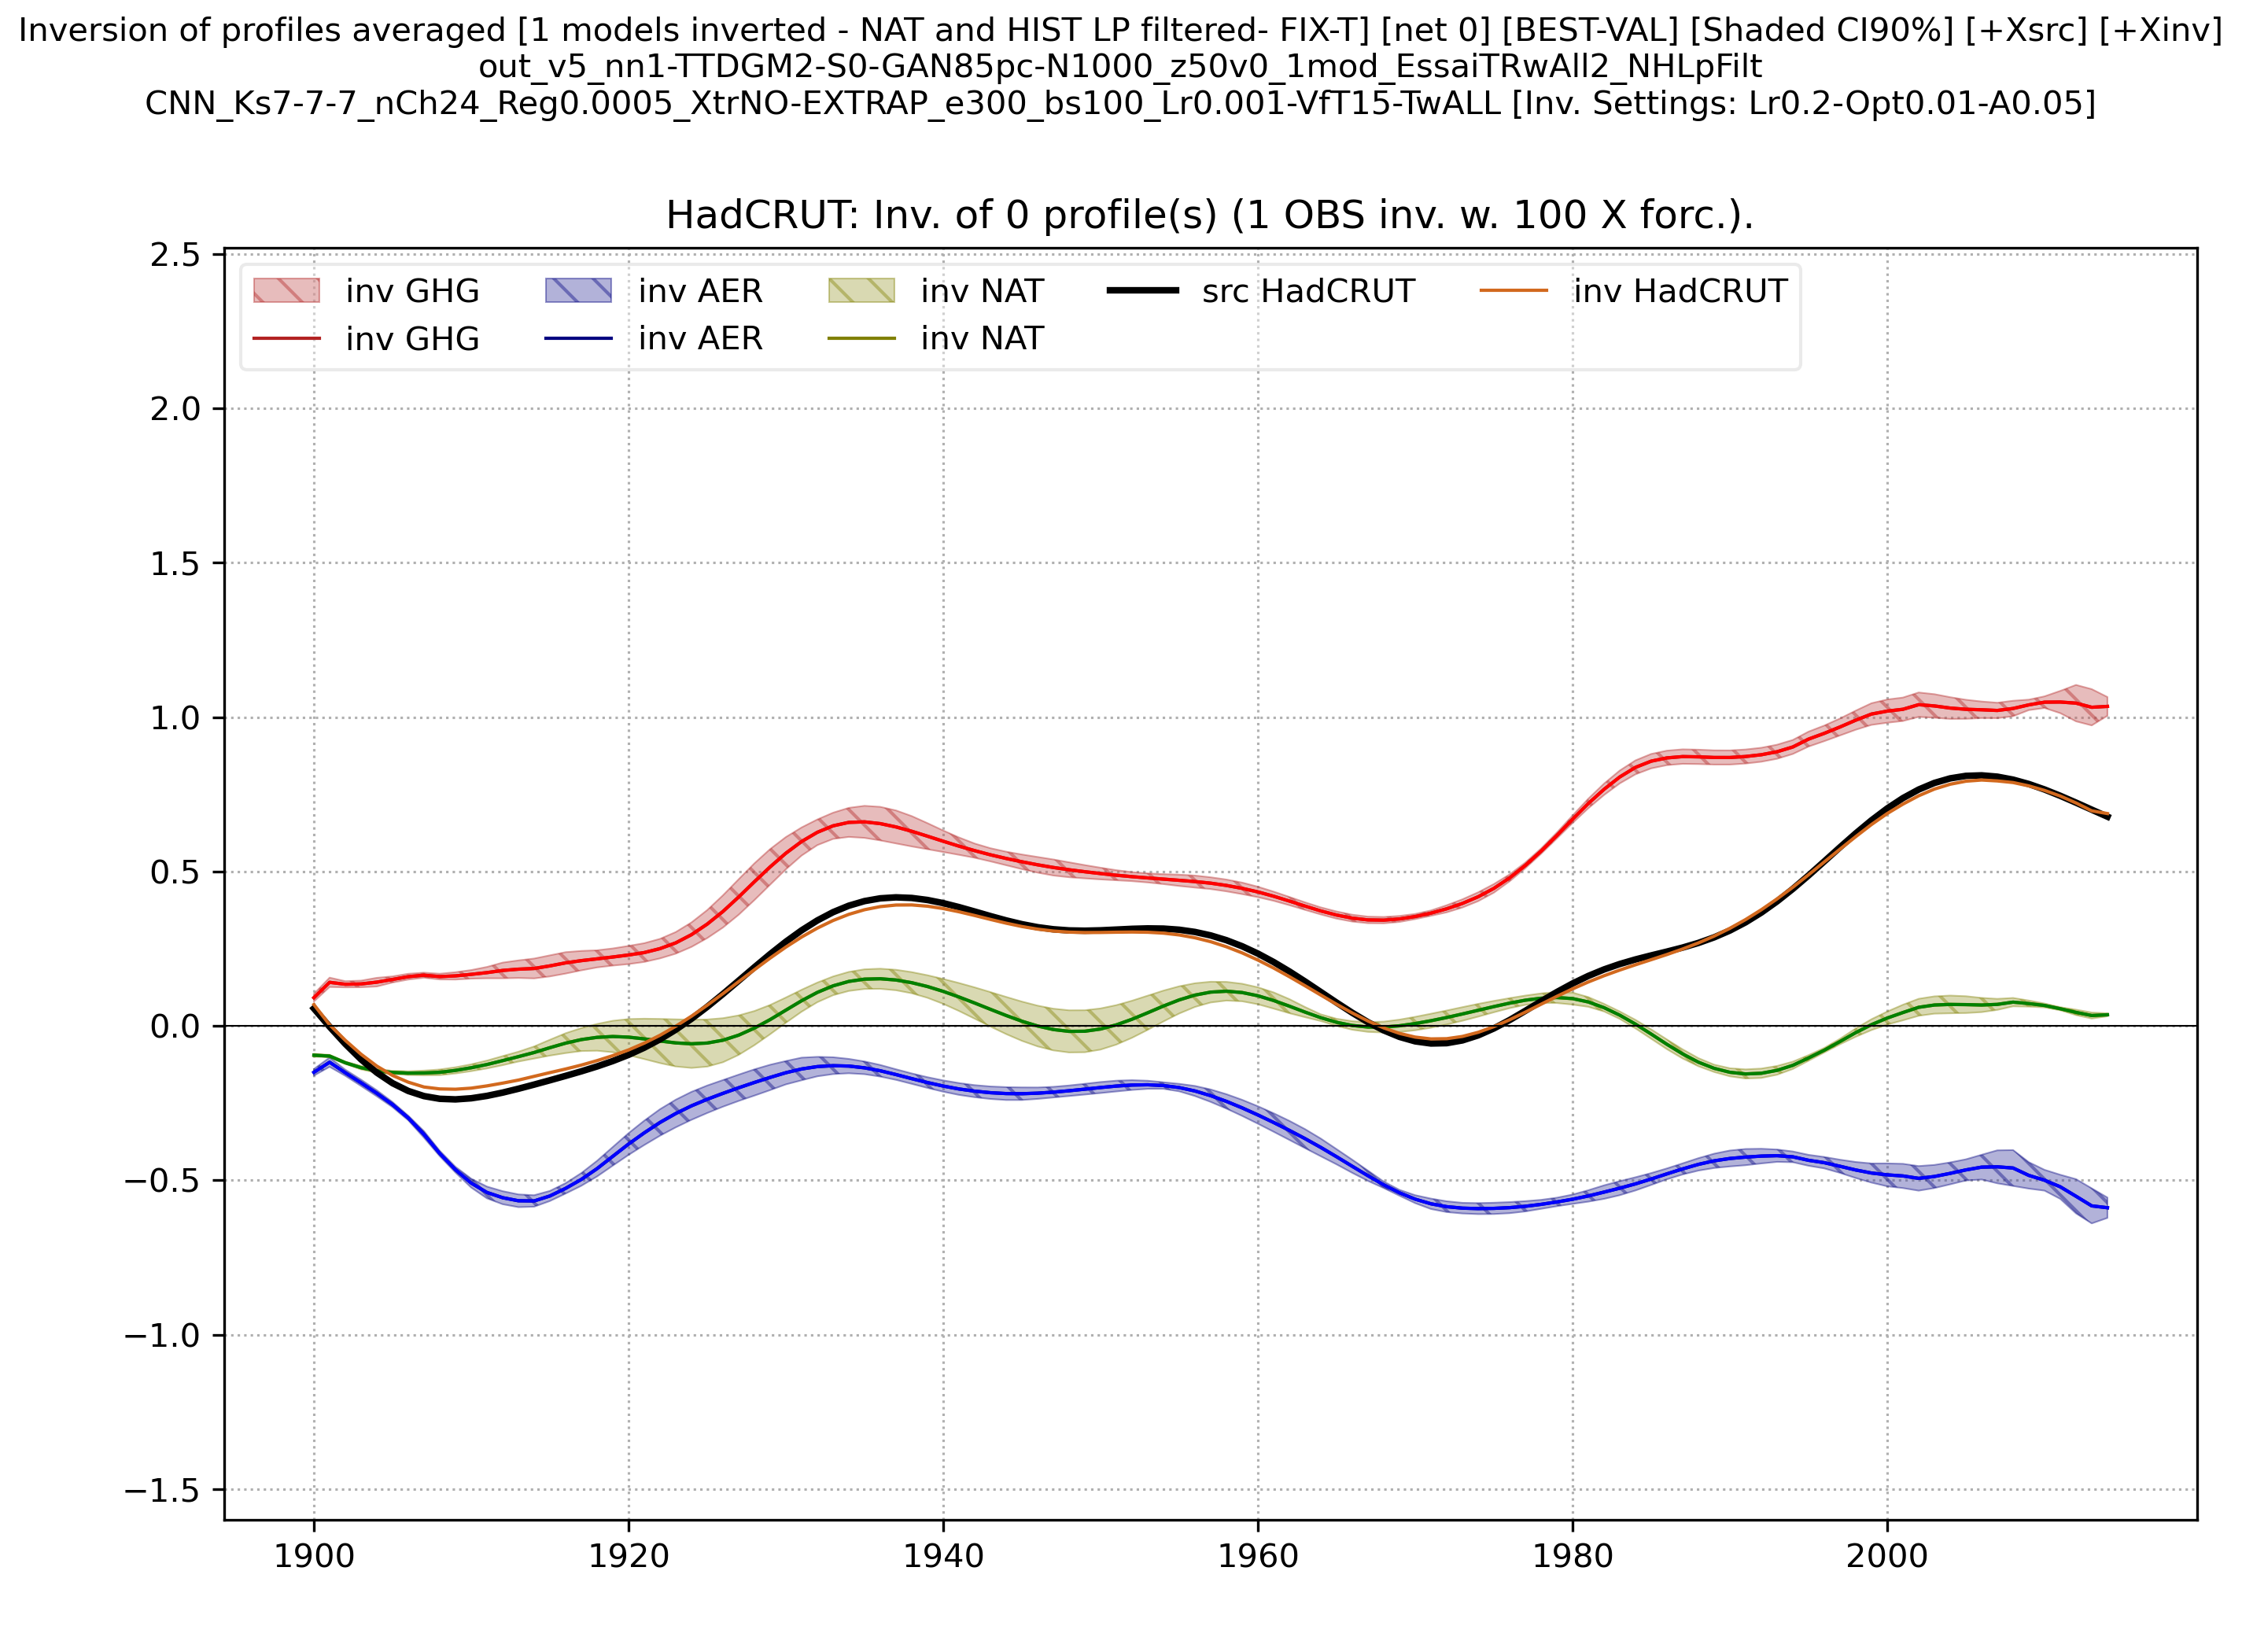 Inversion of profiles averaged [1 models inverted - NAT and HIST LP filtered- FIX-T] [net 0] [BEST-VAL] [Shaded CI90%] [+Xsrc] [+Xinv]
out_v5_nn1-TTDGM2-S0-GAN85pc-N1000_z50v0_1mod_EssaiTRwAll2_NHLpFilt
CNN_Ks7-7-7_nCh24_Reg0.0005_XtrNO-EXTRAP_e300_bs100_Lr0.001-VfT15-TwALL [Inv. Settings: Lr0.2-Opt0.01-A0.05]
HadCRUT: Inv. of 0 profile(s) (1 OBS inv. w. 100 X forc.).
inv GHG inv AER inv NAT src HadCRUT inv HadCRUT
inv GHG inv AER inv NAT
2.5
2.0
1.5
1.0
0.5
0.0
−0.5
−1.0
−1.5
1900 1920 1940 1960 1980 2000